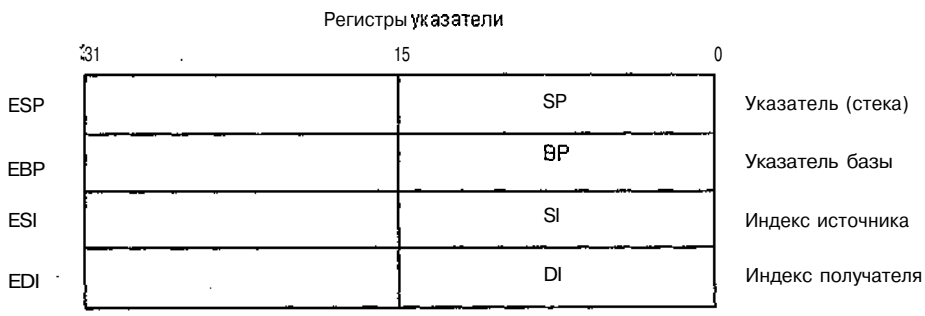 Регистры указатели
31 15 0
ESP SP Указатель (стека)
EBP BP Указатель базы
ESI SI Индекс источника
EDI DI Индекс получателя